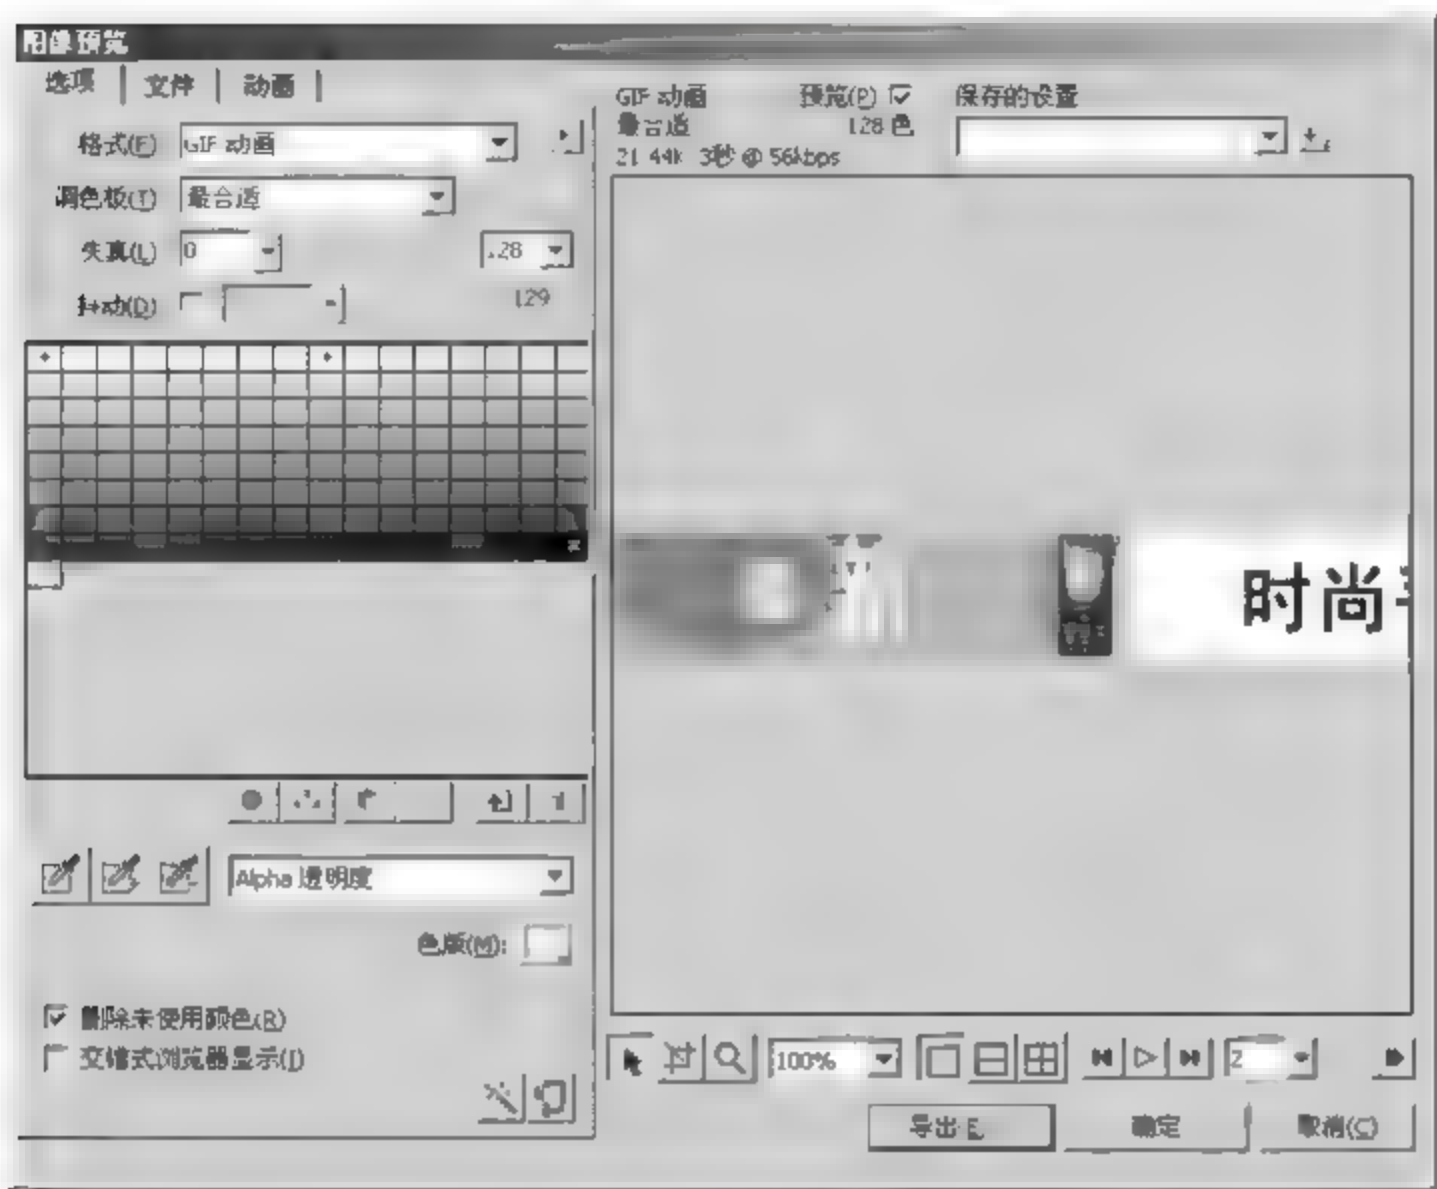 图像预览
选项 文件 动画
格式(F) GIF 动画
调色板(T) 最合适
失真(L) 0 128
抖动(D) 129
Alpha 透明度
色版(M):
删除未使用颜色(R)
交错式浏览器显示(I)
GIF 动画 预览(P) 保存的设置
最合适 128 色
21.44k 3秒 @ 56kbps
时尚
100% 2
导出 E 确定 取消(C)